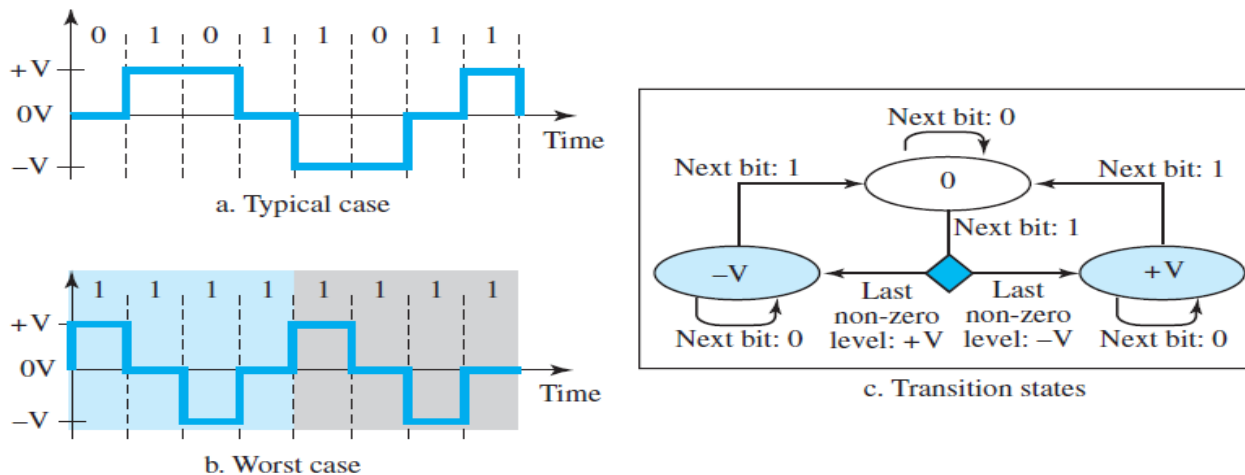 0 1 0 1 1 0 1 1
+V
0V
Time
–V
a. Typical case
1 1 1 1 1 1 1 1
+V
0V
Time
–V
b. Worst case
Next bit: 0
Next bit: 1
0
Next bit: 1
Next bit: 1
–V
+V
Last
non-zero
level: +V
Last
non-zero
level: –V
Next bit: 0
Next bit: 0
c. Transition states